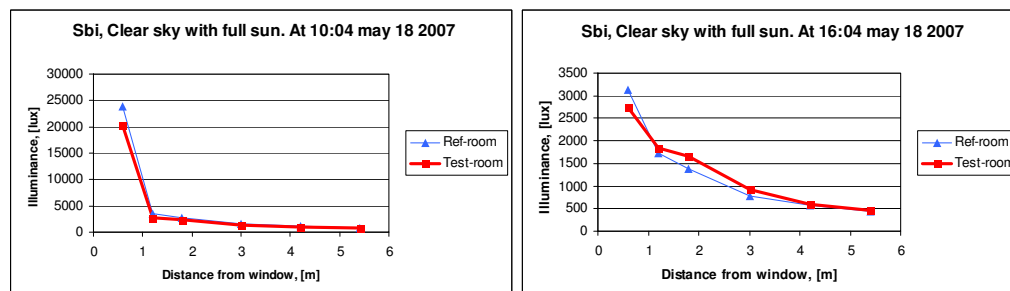 Sbi, Clear sky with full sun. At 10:04 may 18 2007
30000
25000
20000
15000
10000
5000
0
Illuminance, [lux]
0 1 2 3 4 5 6
Distance from window, [m]
Ref-room
Test-room
Sbi, Clear sky with full sun. At 16:04 may 18 2007
3500
3000
2500
2000
1500
1000
500
0
Illuminance, [lux]
0 1 2 3 4 5 6
Distance from window, [m]
Ref-room
Test-room